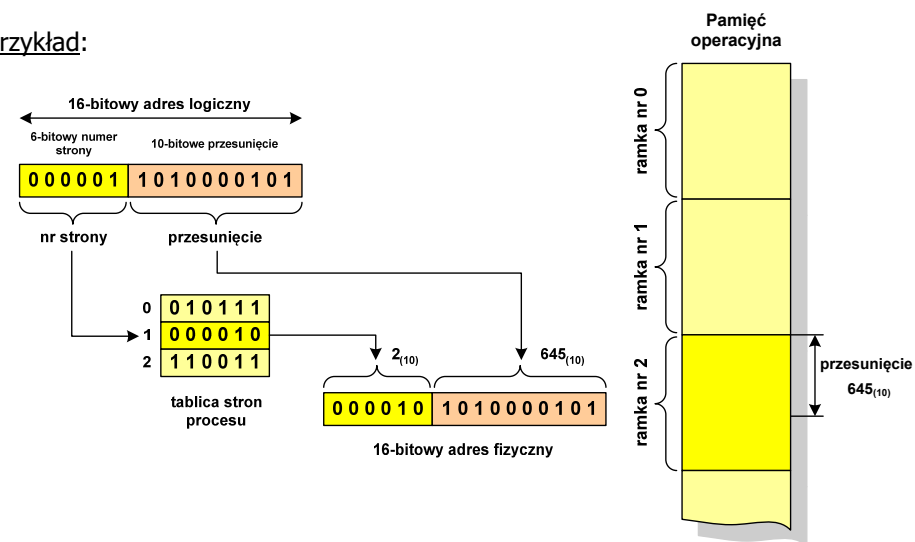 rzykład:
Pamięć
operacyjna
16-bitowy adres logiczny
6-bitowy numer
strony
10-bitowe przesunięcie
0 0 0 0 0 1 1 0 1 0 0 0 0 1 0 1
nr strony
przesunięcie
0 0 1 0 1 1 1
1 0 0 0 0 1 0
2 1 1 0 0 1 1
tablica stron
procesu
2(10)
645(10)
0 0 0 0 1 0 1 0 1 0 0 0 0 1 0 1
16-bitowy adres fizyczny
ramka nr 0
ramka nr 1
ramka nr 2
przesunięcie
645(10)